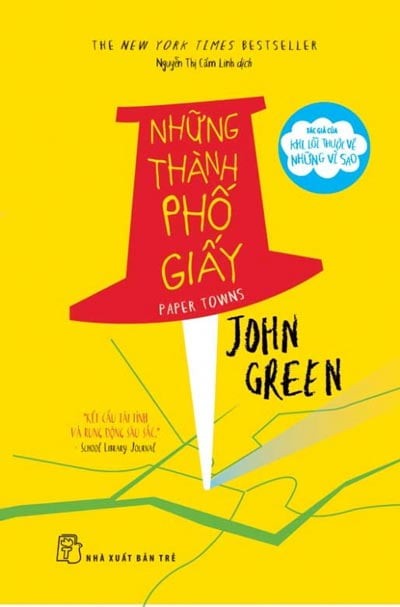 THE NEW YORK TIMES BESTSELLER
Nguyễn Thị Cẩm Linh dịch
NHỮNG
THÀNH
PHỐ
GIẤY
PAPER TOWNS
TÁC GIẢ CỦA
KHI LỖI THUỘC VỀ
NHỮNG VÌ SAO
JOHN
GREEN
"KẾT CẤU TÀI TÌNH
VÀ RUNG ĐỘNG SÂU SẮC."
- SCHOOL LIBRARY JOURNAL
NHÀ XUẤT BẢN TRẺ